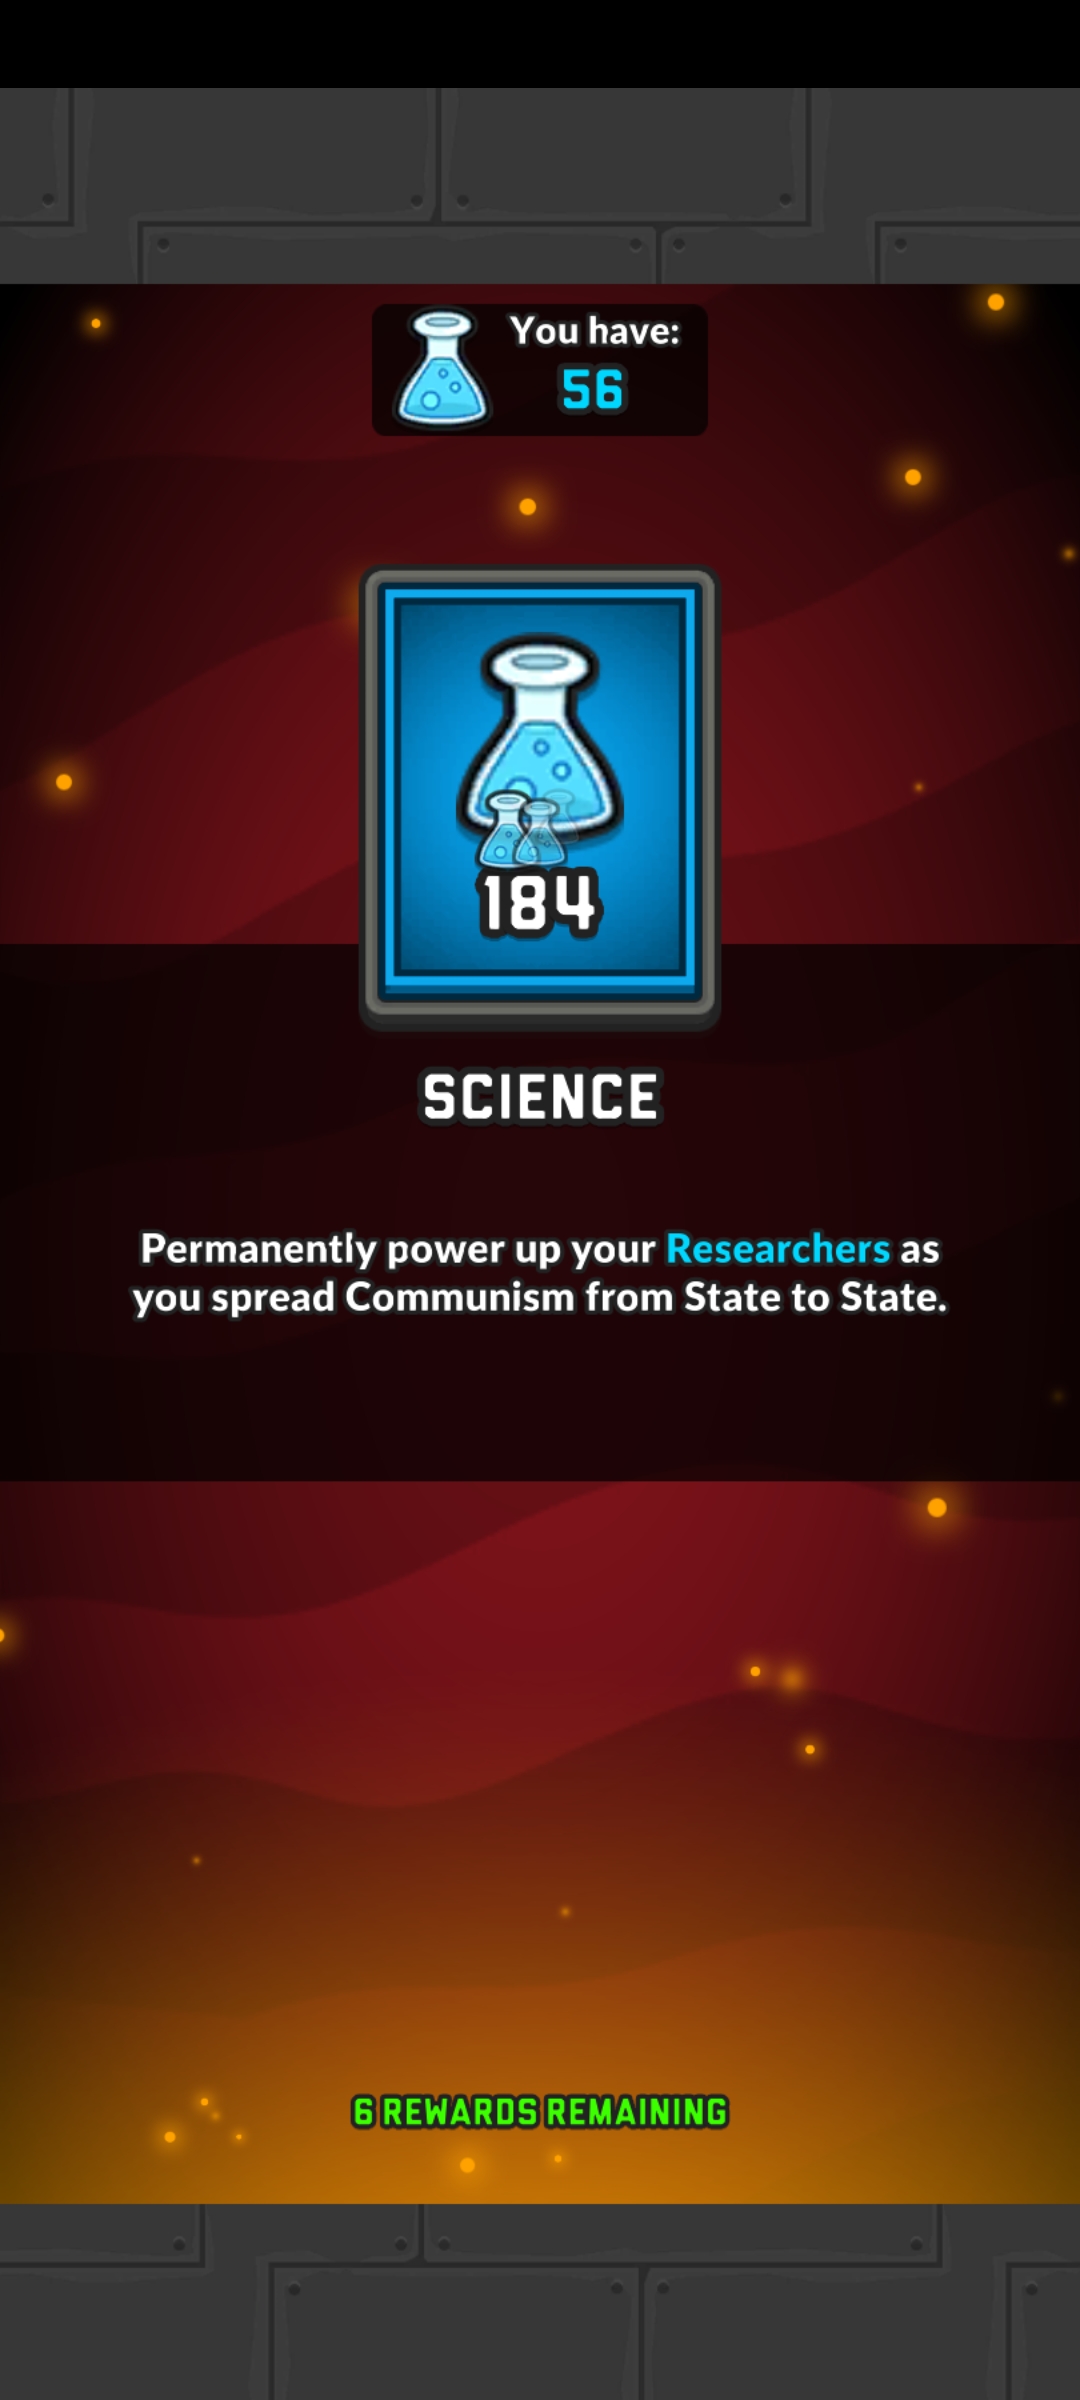 You have:
56
184
SCIENCE
Permanently power up your Researchers as
you spread Communism from State to State.
6 REWARDS REMAINING